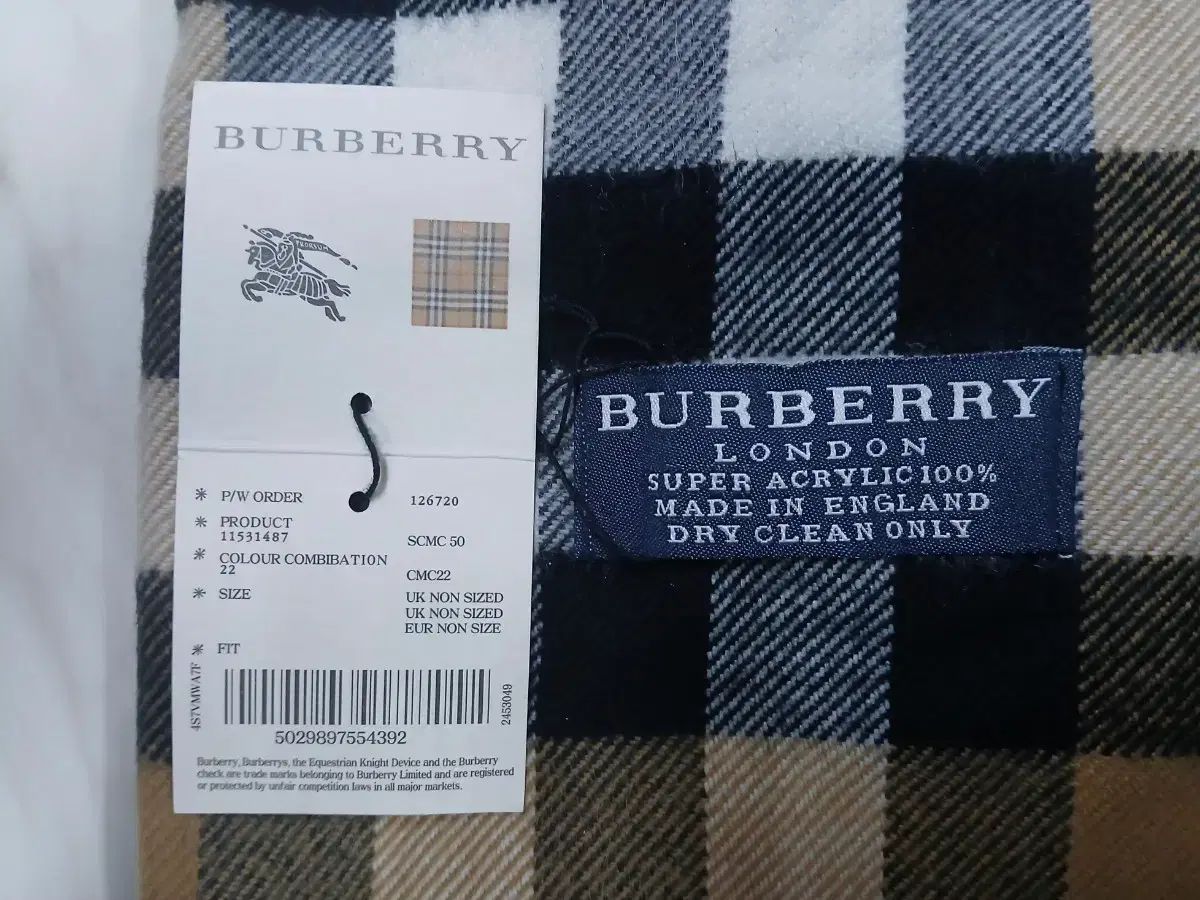 BURBERRY
PRORSUM
* P/W ORDER 126720
* PRODUCT
11531487 SCMC 50
* COLOUR COMBIBATION
22 CMC22
* SIZE UK NON SIZED
UK NON SIZED
EUR NON SIZE
* FIT
4S7VMWA7F
2453049
5029897554392
Burberry, Burberrys, the Equestrian Knight Device and the Burberry
check are trade marks belonging to Burberry Limited and are registered
or protected by unfair competition laws in all major markets.
BURBERRY
LONDON
SUPER ACRYLIC100%
MADE IN ENGLAND
DRY CLEAN ONLY